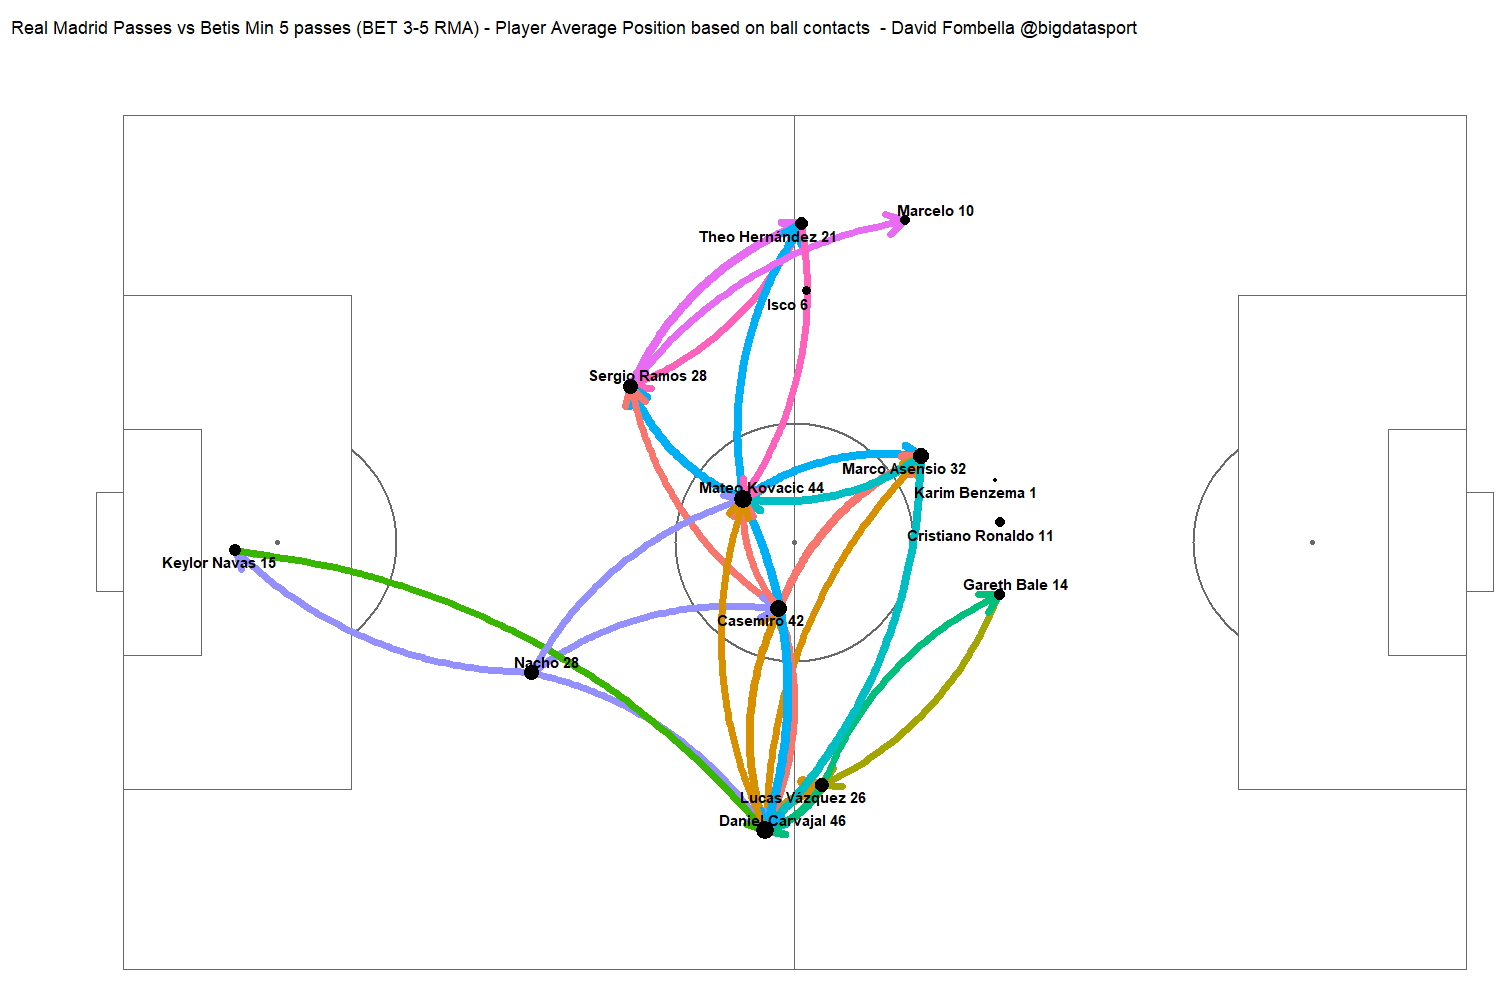 Real Madrid Passes vs Betis Min 5 passes (BET 3-5 RMA) - Player Average Position based on ball contacts  - David Fombella @bigdatasport
Marcelo 10
Theo Hernández 21
Isco 6
Sergio Ramos 28
Marco Asensio 32
Mateo Kovacic 44
Karim Benzema 1
Cristiano Ronaldo 11
Keylor Navas 15
Gareth Bale 14
Casemiro 42
Nacho 28
Lucas Vázquez 26
Daniel Carvajal 46